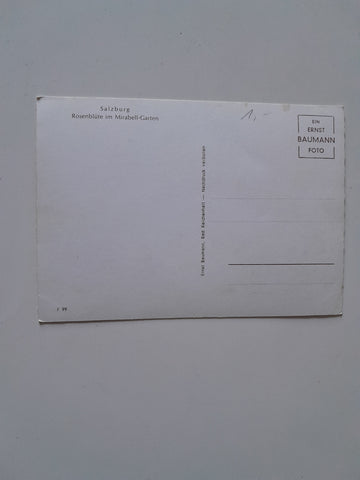 Salzburg
Rosenblüte im Mirabell-Garten
1,-
EIN
ERNST
BAUMANN
FOTO
Ernst Baumann, Bad Reichenhall — Nachdruck verboten